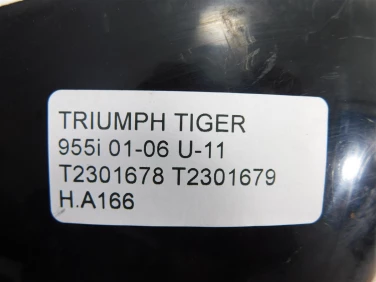 TRIUMPH TIGER
955i 01-06 U-11
T2301678 T2301679
H.A166